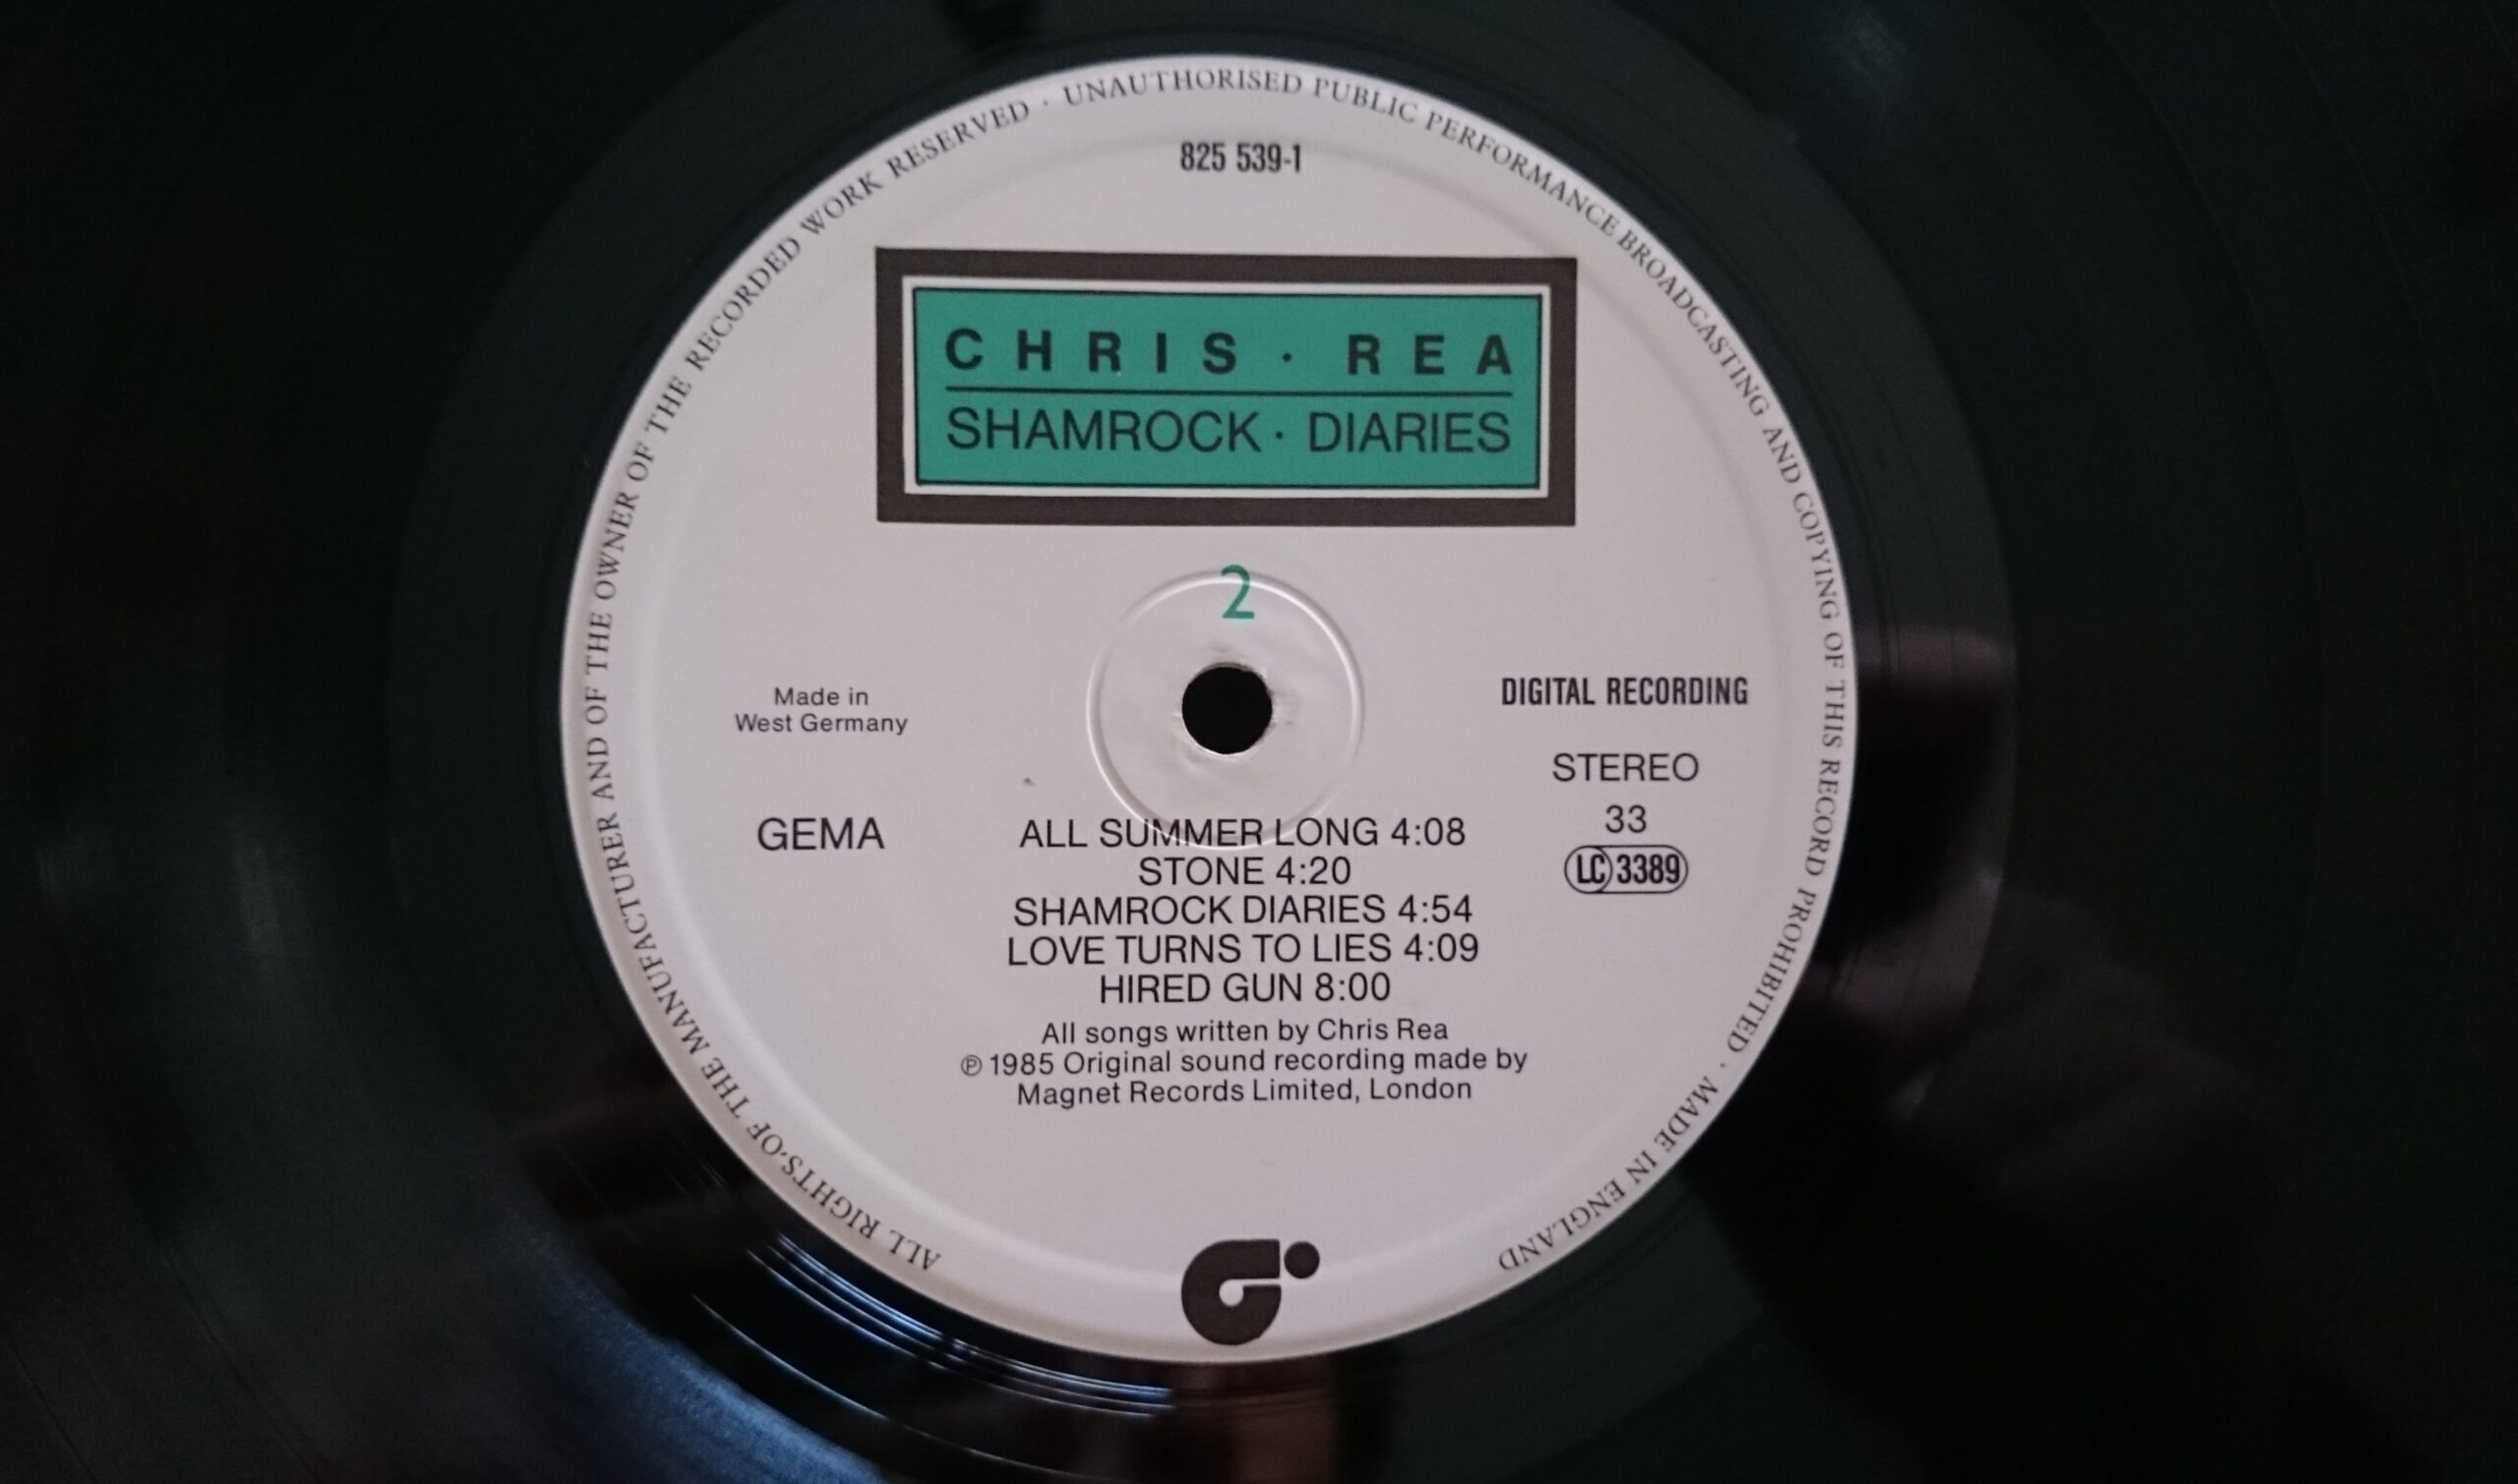 ALL RIGHTS·OF THE MANUFACTURER AND OF THE OWNER OF THE RECORDED WORK RESERVED · UNAUTHORISED PUBLIC PERFORMANCE BROADCASTING AND COPYING OF THIS RECORD PROHIBITED · MADE IN ENGLAND
825 539-1
CHRIS · REA
SHAMROCK · DIARIES
2
Made in
West Germany
GEMA
DIGITAL RECORDING
STEREO
33
LC 3389
ALL SUMMER LONG 4:08
STONE 4:20
SHAMROCK DIARIES 4:54
LOVE TURNS TO LIES 4:09
HIRED GUN 8:00
All songs written by Chris Rea
℗ 1985 Original sound recording made by
Magnet Records Limited, London